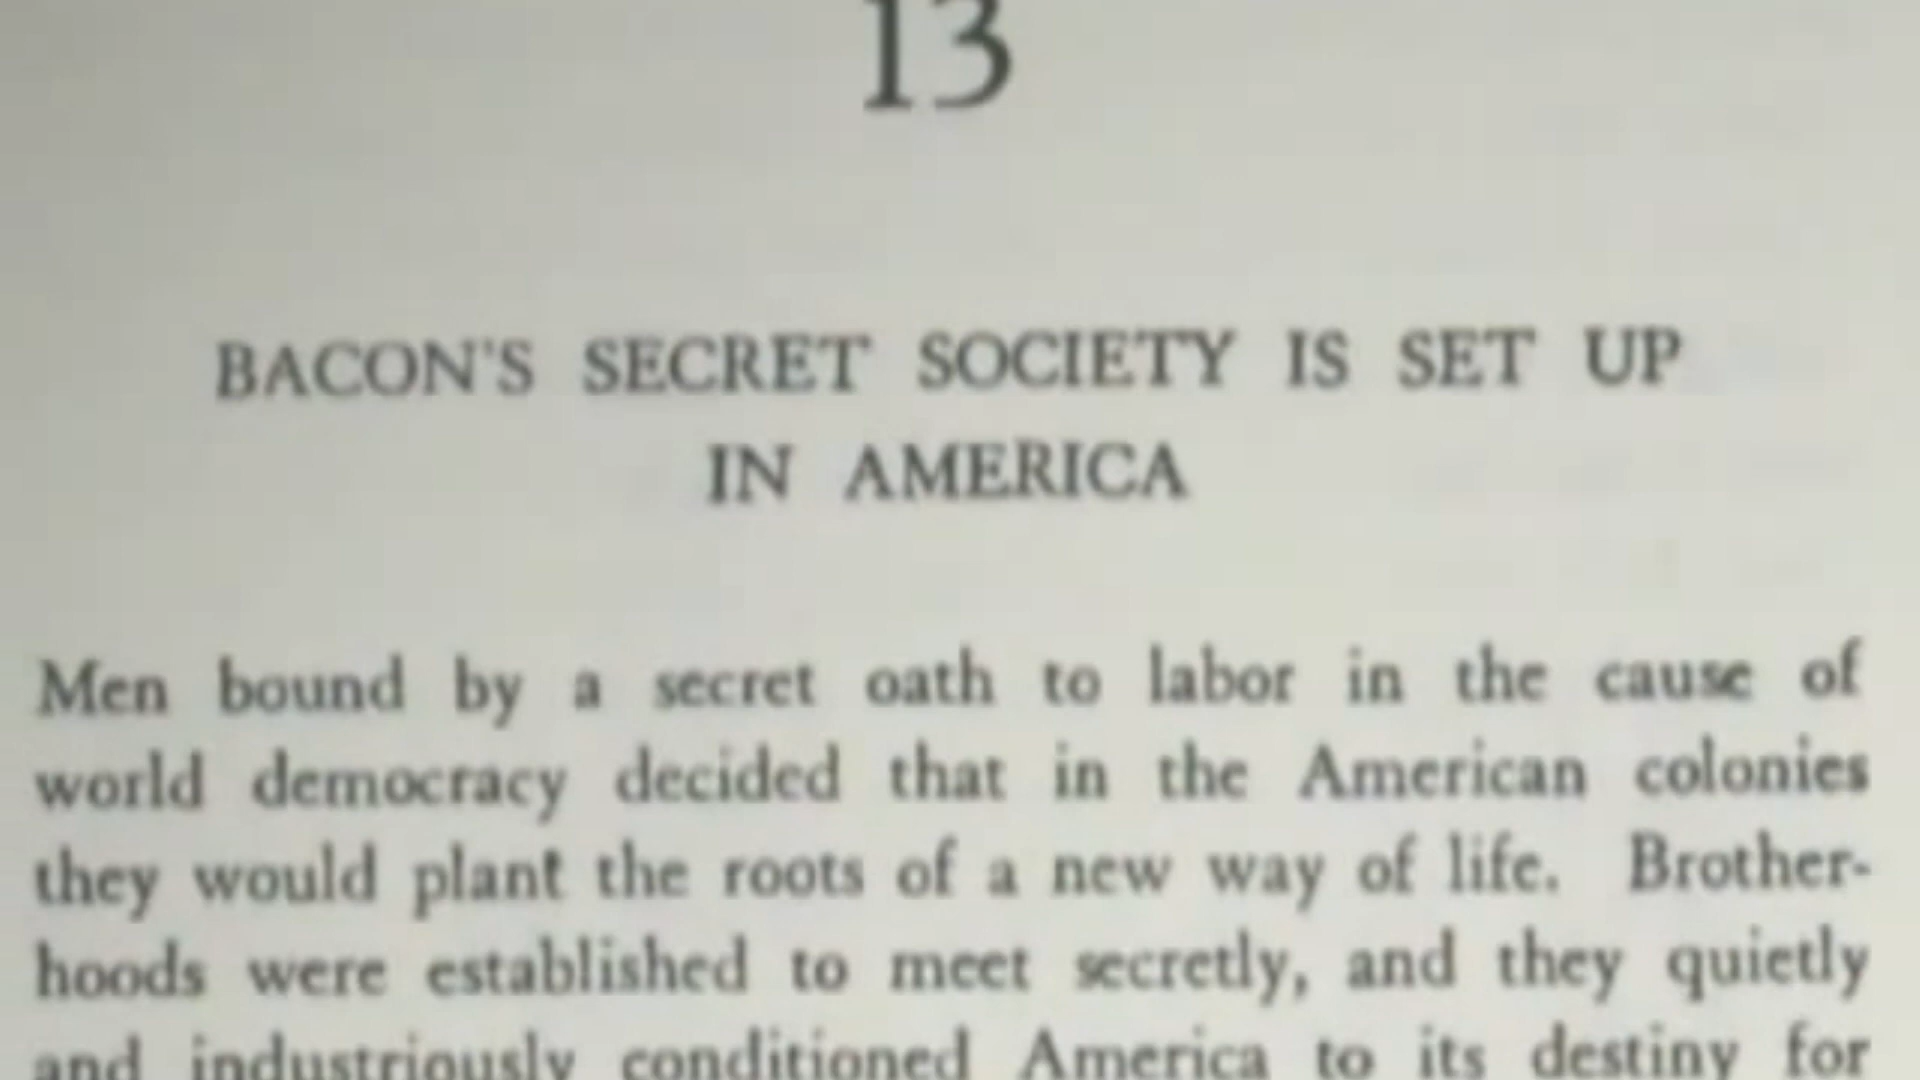 13
BACON'S SECRET SOCIETY IS SET UP
IN AMERICA
Men bound by a secret oath to labor in the cause of
world democracy decided that in the American colonies
they would plant the roots of a new way of life. Brother-
hoods were established to meet secretly, and they quietly
and industriously conditioned America to its destiny for